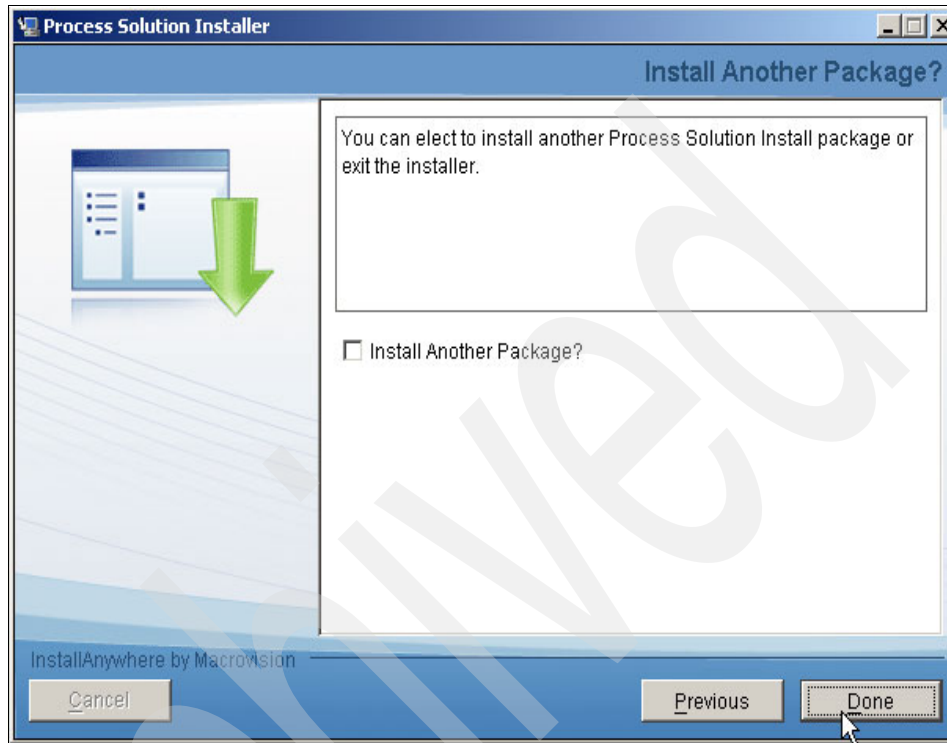 Process Solution Installer
Install Another Package?
You can elect to install another Process Solution Install package or
exit the installer.
Install Another Package?
InstallAnywhere by Macrovision
Cancel
Previous
Done